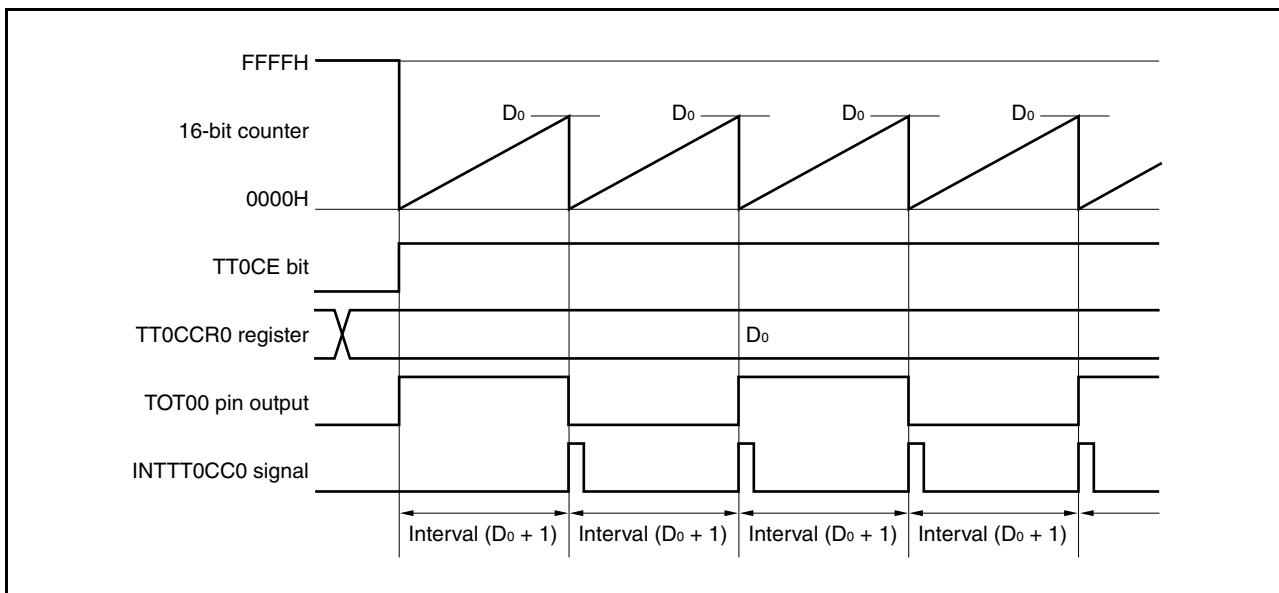 FFFFH
D0 D0 D0 D0
16-bit counter
0000H
TT0CE bit
TT0CCR0 register D0
TOT00 pin output
INTTT0CC0 signal
Interval (D0 + 1) Interval (D0 + 1) Interval (D0 + 1) Interval (D0 + 1)